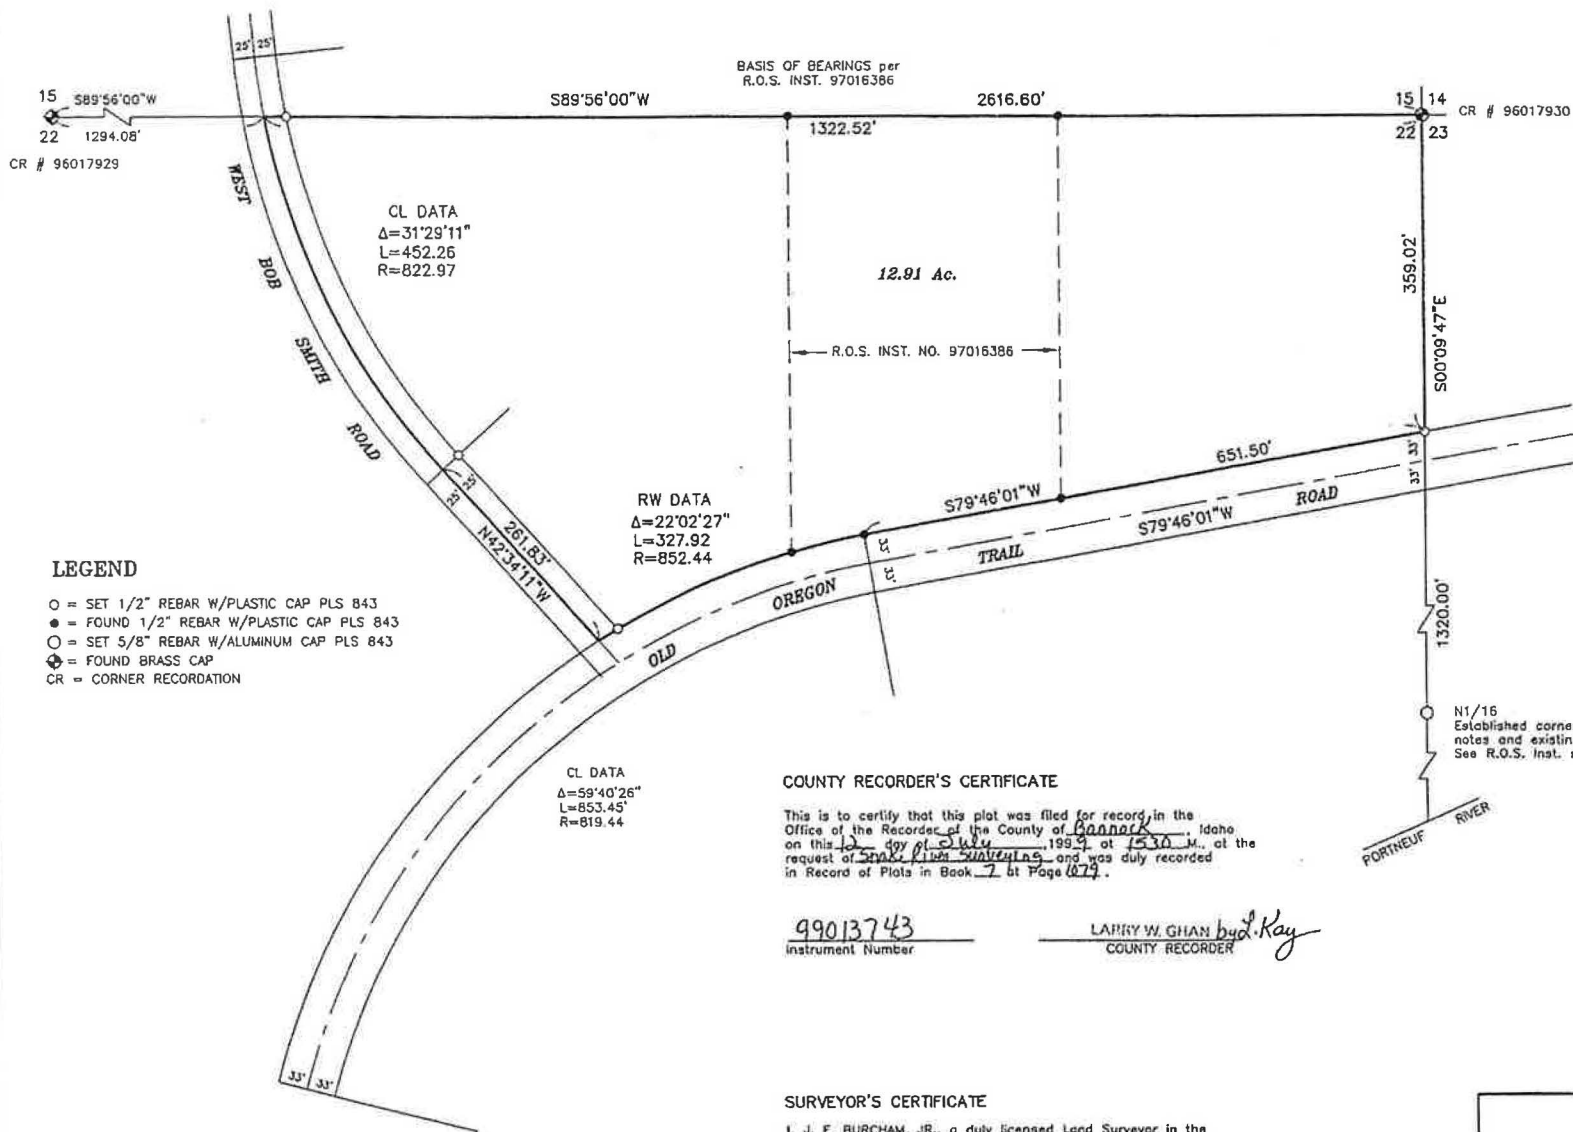 25' 25'
BASIS OF BEARINGS per
R.O.S. INST. 97016386
15 S89°56'00"W
22 1294.08'
CR # 96017929
S89°56'00"W
1322.52'
2616.60'
15 14
22 23
CR # 96017930
WEST BOB SMITH ROAD
CL DATA
Δ=31°29'11"
L=452.26
R=822.97
12.91 Ac.
R.O.S. INST. NO. 97016386
359.02'
S00°09'47"E
25'
25'
261.83'
N42°34'11"W
RW DATA
Δ=22°02'27"
L=327.92
R=852.44
S79°46'01"W
651.50'
33' 33'
33'
33'
OLD OREGON TRAIL ROAD
S79°46'01"W
1320.00'
LEGEND
○ = SET 1/2" REBAR W/PLASTIC CAP PLS 843
● = FOUND 1/2" REBAR W/PLASTIC CAP PLS 843
○ = SET 5/8" REBAR W/ALUMINUM CAP PLS 843
= FOUND BRASS CAP
CR = CORNER RECORDATION
N1/16
Established corne
notes and existin
See R.O.S. Inst.
PORTNEUF RIVER
CL DATA
Δ=59°40'26"
L=853.45'
R=819.44
33' 33'
COUNTY RECORDER'S CERTIFICATE
This is to certify that this plat was filed for record in the
Office of the Recorder of the County of Bannock, Idaho
on this 12 day of July, 1999 at 1530 M., at the
request of Snake River Surveying and was duly recorded
in Record of Plats in Book 7 at Page 1079.
99013743
Instrument Number
LARRY W. GHAN by L. Kay
COUNTY RECORDER
SURVEYOR'S CERTIFICATE
I, J. F. BURCHAM, JR., a duly licensed Land Surveyor in the